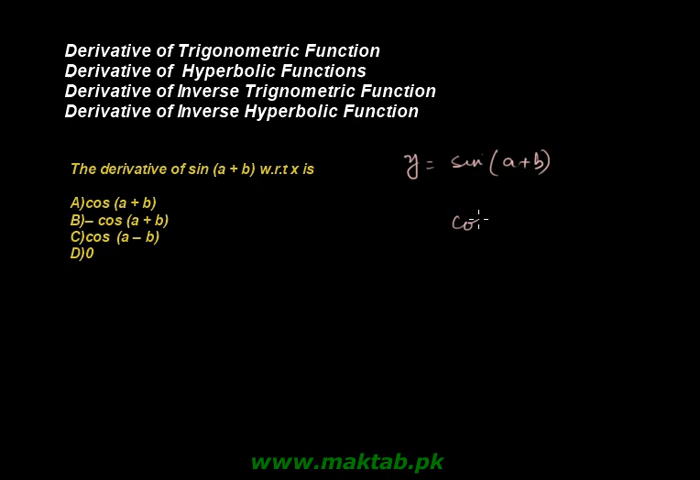 Derivative of Trigonometric Function
Derivative of Hyperbolic Functions
Derivative of Inverse Trignometric Function
Derivative of Inverse Hyperbolic Function
The derivative of sin (a + b) w.r.t x is
y = sin (a+b)
A)cos (a + b)
B)– cos (a + b)
cos
C)cos (a – b)
D)0
www.maktab.pk